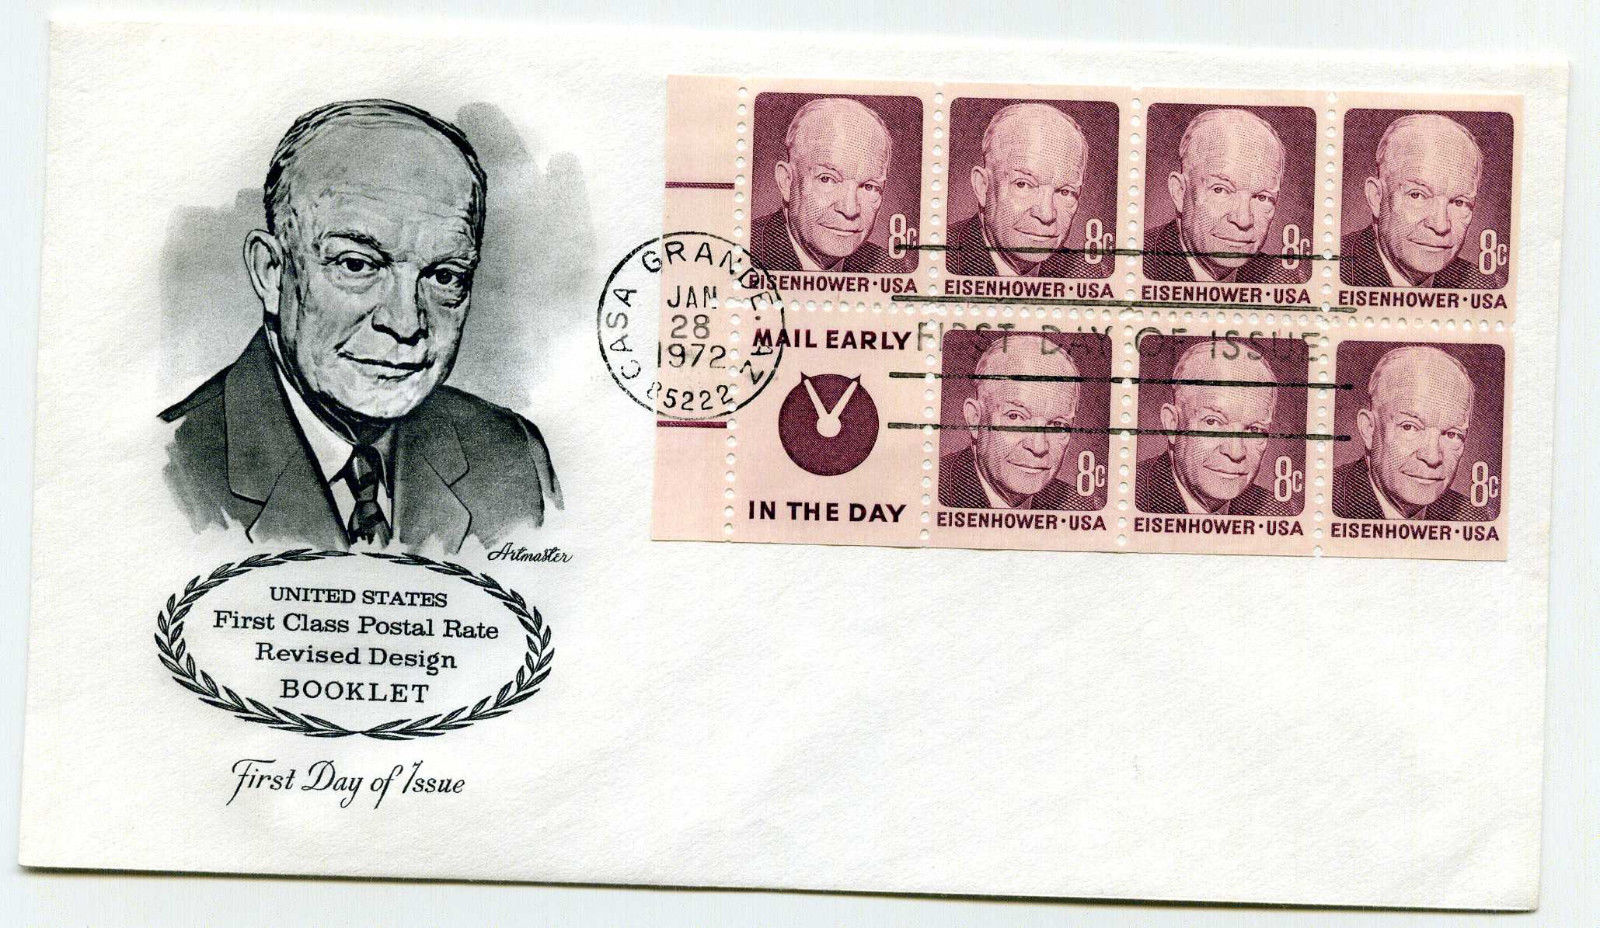 8c
EISENHOWER·USA
8c
EISENHOWER·USA
8c
EISENHOWER·USA
8c
EISENHOWER·USA
CASA GRANDE·AZ
JAN
28
1972
85222
MAIL EARLY
IN THE DAY
FIRST DAY OF ISSUE
8c
EISENHOWER·USA
8c
EISENHOWER·USA
8c
EISENHOWER·USA
Artmaster
UNITED STATES
First Class Postal Rate
Revised Design
BOOKLET
First Day of Issue